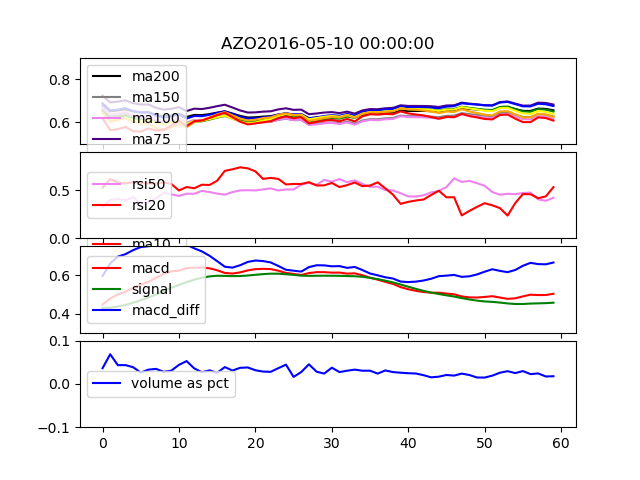 AZO2016-05-10 00:00:00
0.8
0.6
ma200
ma150
ma100
ma75
0.5
0.0
rsi50
rsi20
ma10
0.6
0.4
macd
signal
macd_diff
0.1
0.0
−0.1
volume as pct
0 10 20 30 40 50 60